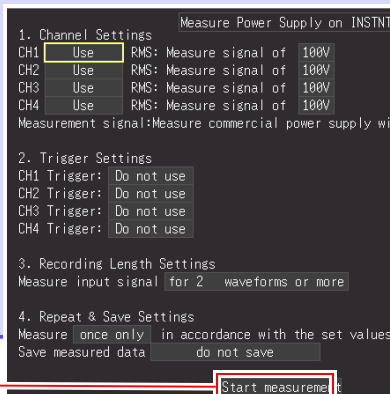 Measure Power Supply on INSTNT
1. Channel Settings
CH1 Use RMS: Measure signal of 100V
CH2 Use RMS: Measure signal of 100V
CH3 Use RMS: Measure signal of 100V
CH4 Use RMS: Measure signal of 100V
Measurement signal:Measure commercial power supply wi
2. Trigger Settings
CH1 Trigger: Do not use
CH2 Trigger: Do not use
CH3 Trigger: Do not use
CH4 Trigger: Do not use
3. Recording Length Settings
Measure input signal for 2 waveforms or more
4. Repeat & Save Settings
Measure once only in accordance with the set values
Save measured data do not save
Start measurement